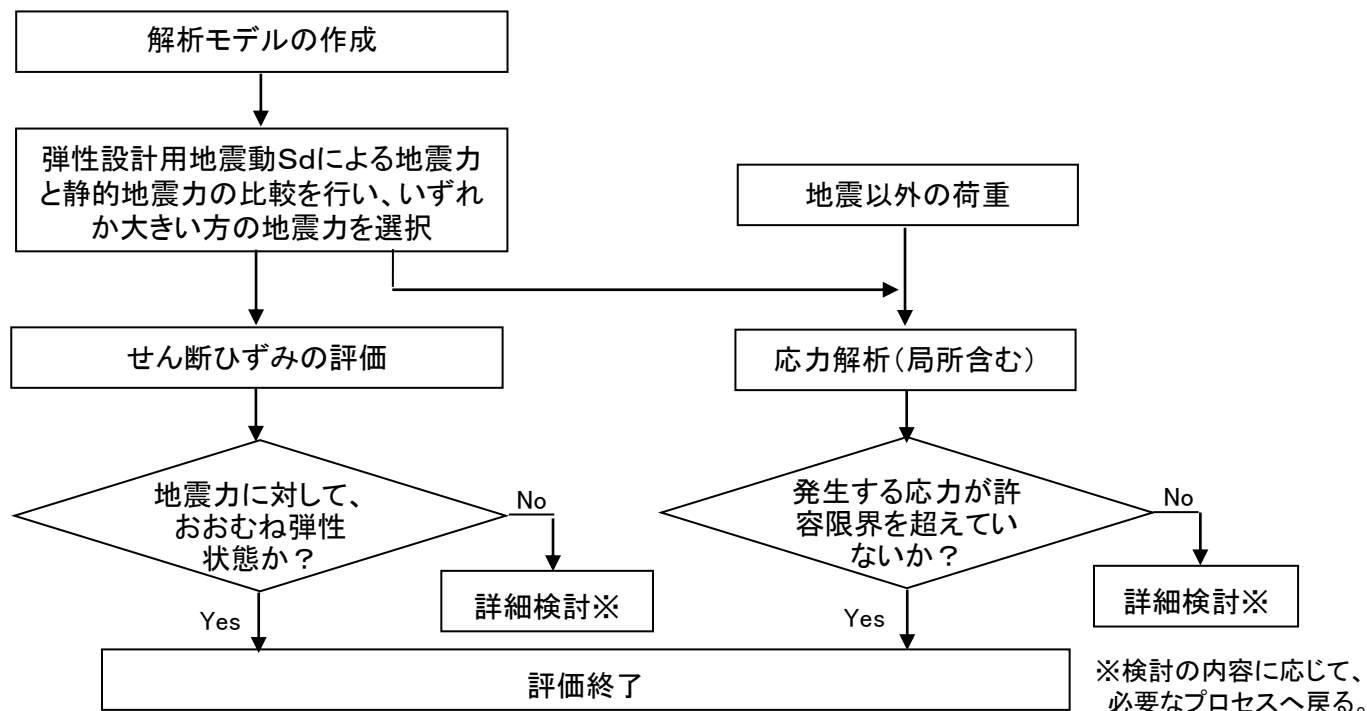 解析モデルの作成
弾性設計用地震動Sdによる地震力
と静的地震力の比較を行い、いずれ
か大きい方の地震力を選択
地震以外の荷重
せん断ひずみの評価
応力解析(局所含む)
地震力に対して、
おおむね弾性
状態か？
No
詳細検討※
Yes
発生する応力が許
容限界を超えてい
ないか？
No
詳細検討※
Yes
評価終了
※検討の内容に応じて、
必要なプロセスへ戻る。